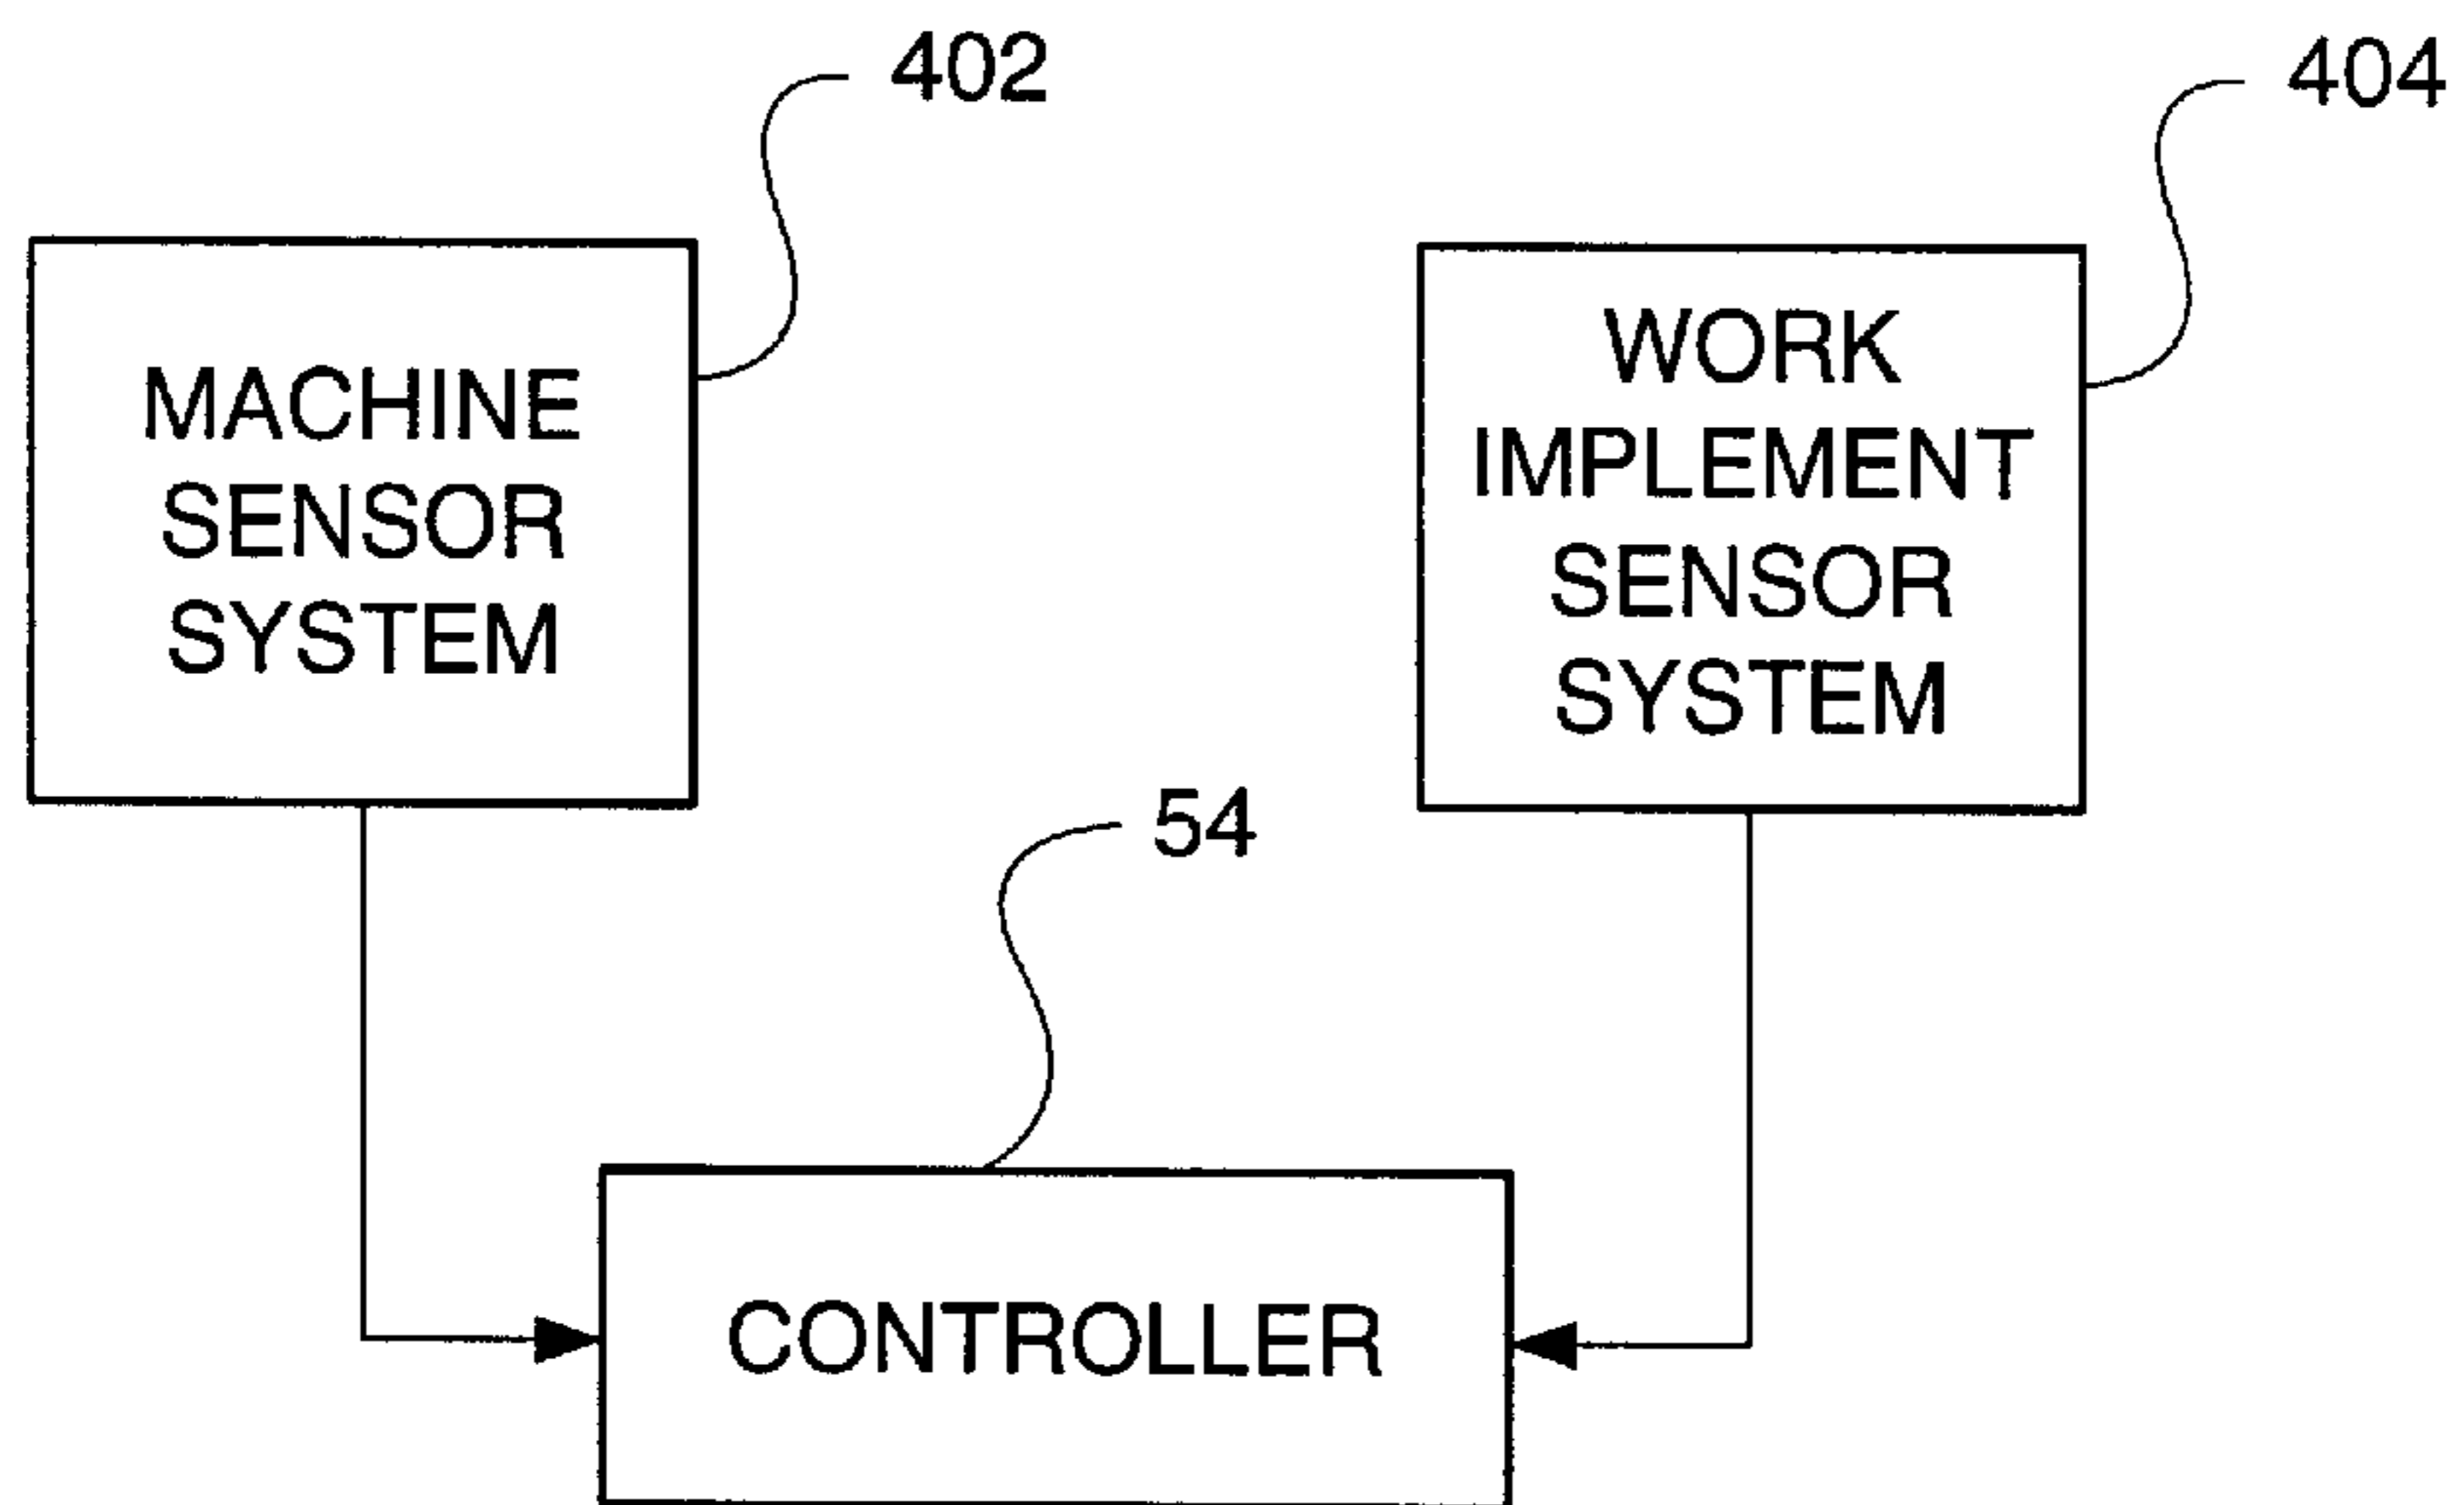 402
404
MACHINE
SENSOR
SYSTEM
WORK
IMPLEMENT
SENSOR
SYSTEM
54
CONTROLLER